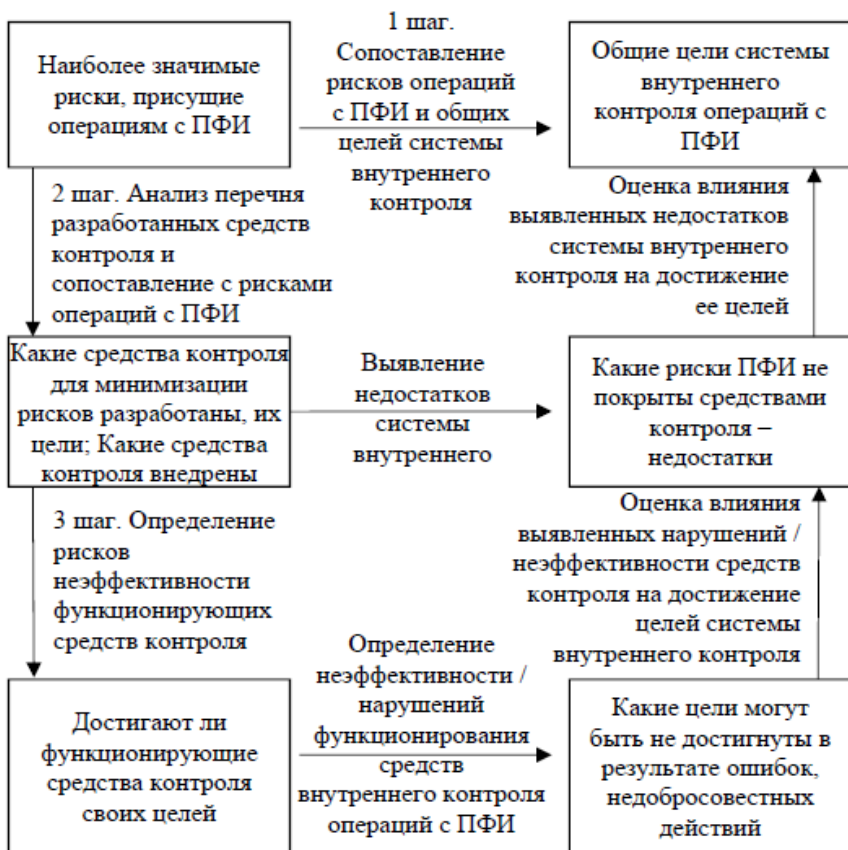 Наиболее значимые
риски, присущие
операциям с ПФИ
1 шаг.
Сопоставление
рисков операций
с ПФИ и общих
целей системы
внутреннего
контроля
Общие цели системы
внутреннего
контроля операций с
ПФИ
2 шаг. Анализ перечня
разработанных средств
контроля и
сопоставление с рисками
операций с ПФИ
Оценка влияния
выявленных недостатков
системы внутреннего
контроля на достижение
ее целей
Какие средства контроля
для минимизации
рисков разработаны, их
цели; Какие средства
контроля внедрены
Выявление
недостатков
системы
внутреннего
Какие риски ПФИ не
покрыты средствами
контроля –
недостатки
3 шаг. Определение
рисков
неэффективности
функционирующих
средств контроля
Оценка влияния
выявленных нарушений /
неэффективности средств
контроля на достижение
целей системы
внутреннего контроля
Достигают ли
функционирующие
средства контроля
своих целей
Определение
неэффективности /
нарушений
функционирования
средств
внутреннего контроля
операций с ПФИ
Какие цели могут
быть не достигнуты в
результате ошибок,
недобросовестных
действий